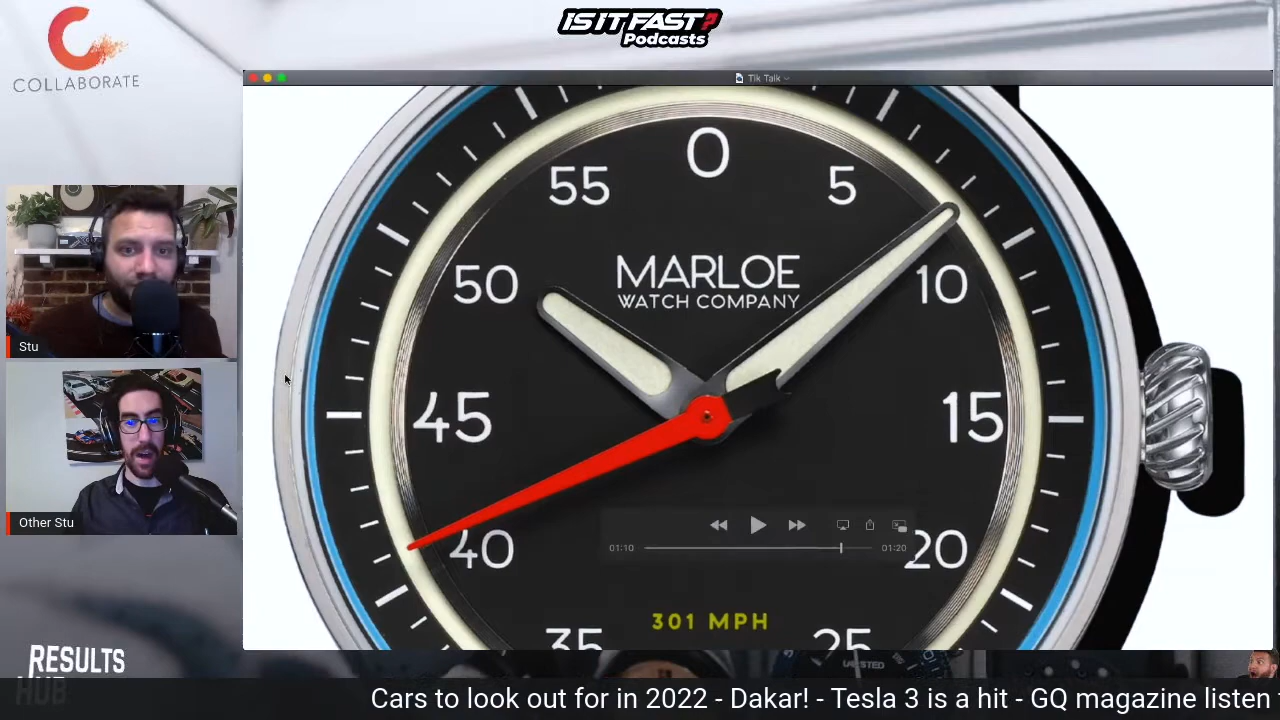 IS IT FAST?
Podcasts
COLLABORATE
Tik Talk
0
55
5
MARLOE
WATCH COMPANY
50
10
45
15
40
20
01:10
01:20
301 MPH
35
25
Stu
Other Stu
RESULTS
HUB
Cars to look out for in 2022 - Dakar! - Tesla 3 is a hit - GQ magazine listen